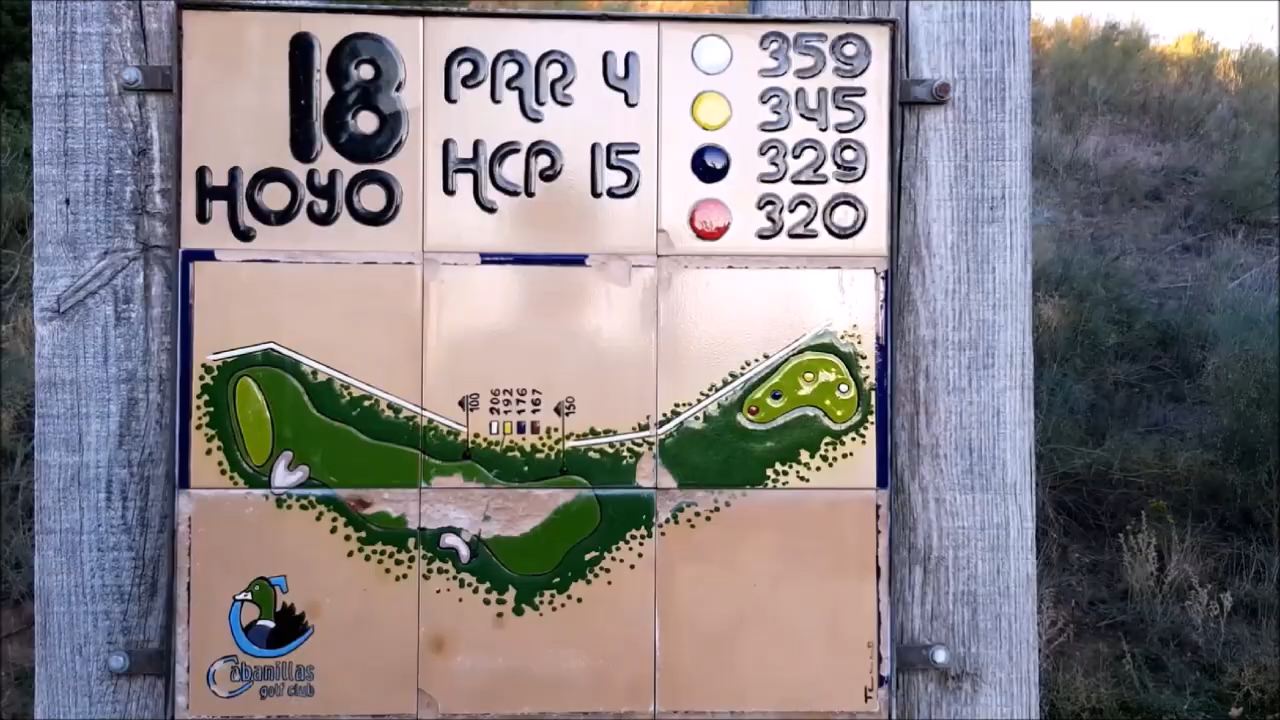 18
HOYO
PAR 4
HCP 15
359
345
329
320
100
206
192
176
167
150
Cabanillas
golf club